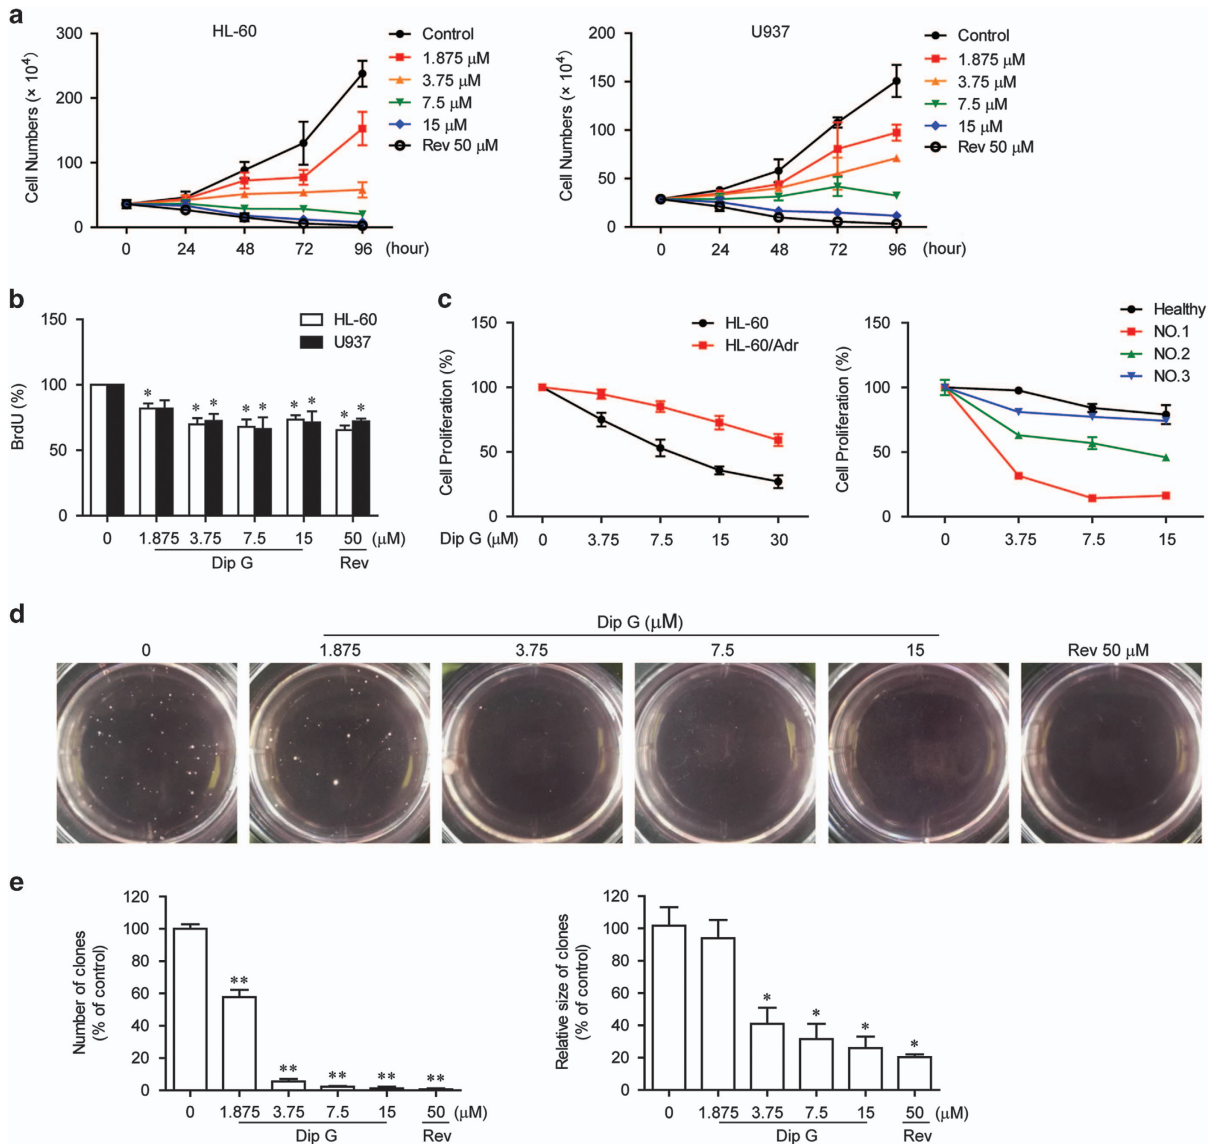 a
HL-60
Cell Numbers (× 10⁴)
300
200
100
0
0 24 48 72 96 (hour)
Control
1.875 μM
3.75 μM
7.5 μM
15 μM
Rev 50 μM
U937
Cell Numbers (× 10⁴)
200
150
100
50
0
0 24 48 72 96 (hour)
Control
1.875 μM
3.75 μM
7.5 μM
15 μM
Rev 50 μM
b
BrdU (%)
150
100
50
0
HL-60
U937
* * * * * * * * *
0 1.875 3.75 7.5 15 50 (μM)
Dip G Rev
c
Cell Proliferation (%)
150
100
50
0
HL-60
HL-60/Adr
Dip G (μM) 0 3.75 7.5 15 30
Cell Proliferation (%)
150
100
50
0
Healthy
NO.1
NO.2
NO.3
0 3.75 7.5 15
d
Dip G (μM)
0 1.875 3.75 7.5 15 Rev 50 μM
e
Number of clones
(% of control)
120
100
80
60
40
20
0
** ** ** ** **
0 1.875 3.75 7.5 15 50 (μM)
Dip G Rev
Relative size of clones
(% of control)
120
100
80
60
40
20
0
* * * *
0 1.875 3.75 7.5 15 50 (μM)
Dip G Rev